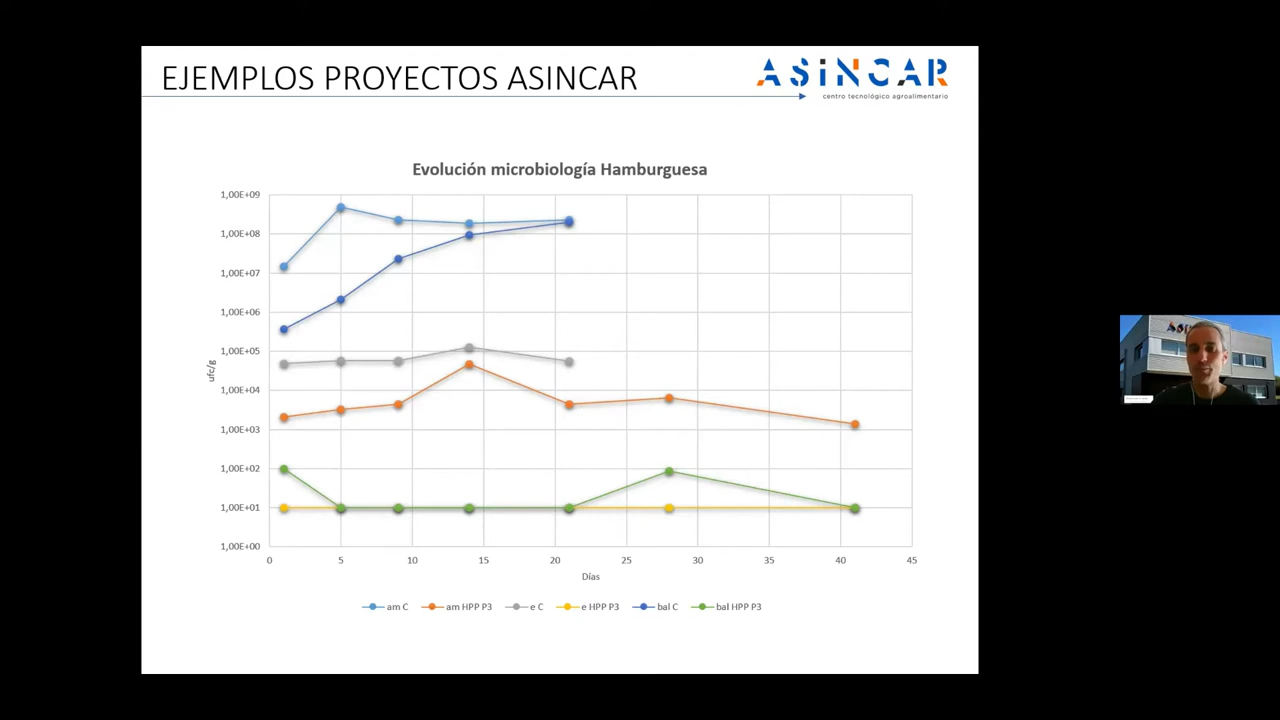 EJEMPLOS PROYECTOS ASINCAR
ASINCAR
centro tecnológico agroalimentario
Evolución microbiología Hamburguesa
1,00E+09
1,00E+08
1,00E+07
1,00E+06
1,00E+05
1,00E+04
1,00E+03
1,00E+02
1,00E+01
1,00E+00
ufc/g
0 5 10 15 20 25 30 35 40 45
Días
am C am HPP P3 e C e HPP P3 bal C bal HPP P3